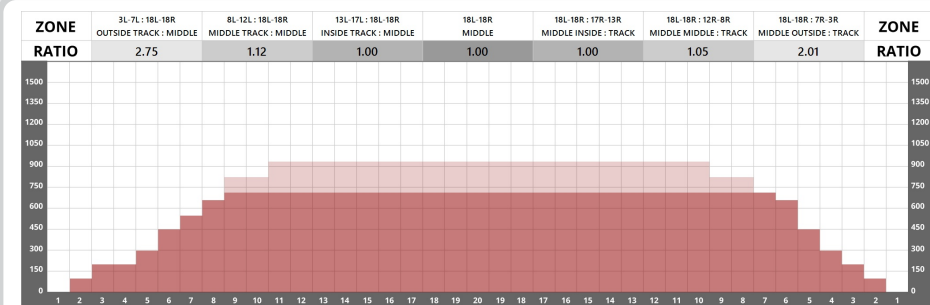 ZONE 3L-7L : 18L-18R 8L-12L : 18L-18R 13L-17L : 18L-18R 18L-18R 18L-18R : 17R-13R 18L-18R : 12R-8R 18L-18R : 7R-3R ZONE
OUTSIDE TRACK : MIDDLE MIDDLE TRACK : MIDDLE INSIDE TRACK : MIDDLE MIDDLE MIDDLE INSIDE : TRACK MIDDLE MIDDLE : TRACK MIDDLE OUTSIDE : TRACK
RATIO 2.75 1.12 1.00 1.00 1.00 1.05 2.01 RATIO
1500 1500
1350 1350
1200 1200
1050 1050
900 900
750 750
600 600
450 450
300 300
150 150
0 0
1 2 3 4 5 6 7 8 9 10 11 12 13 14 15 16 17 18 19 20 19 18 17 16 15 14 13 12 11 10 9 8 7 6 5 4 3 2 1